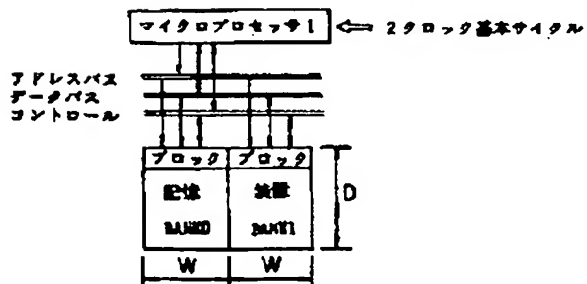 マイクロプロセッサ1
2クロック基本サイクル
アドレスバス
データバス
コントロール
ブロック ブロック
記憶 装置
BANK0 BANK1
D
W W